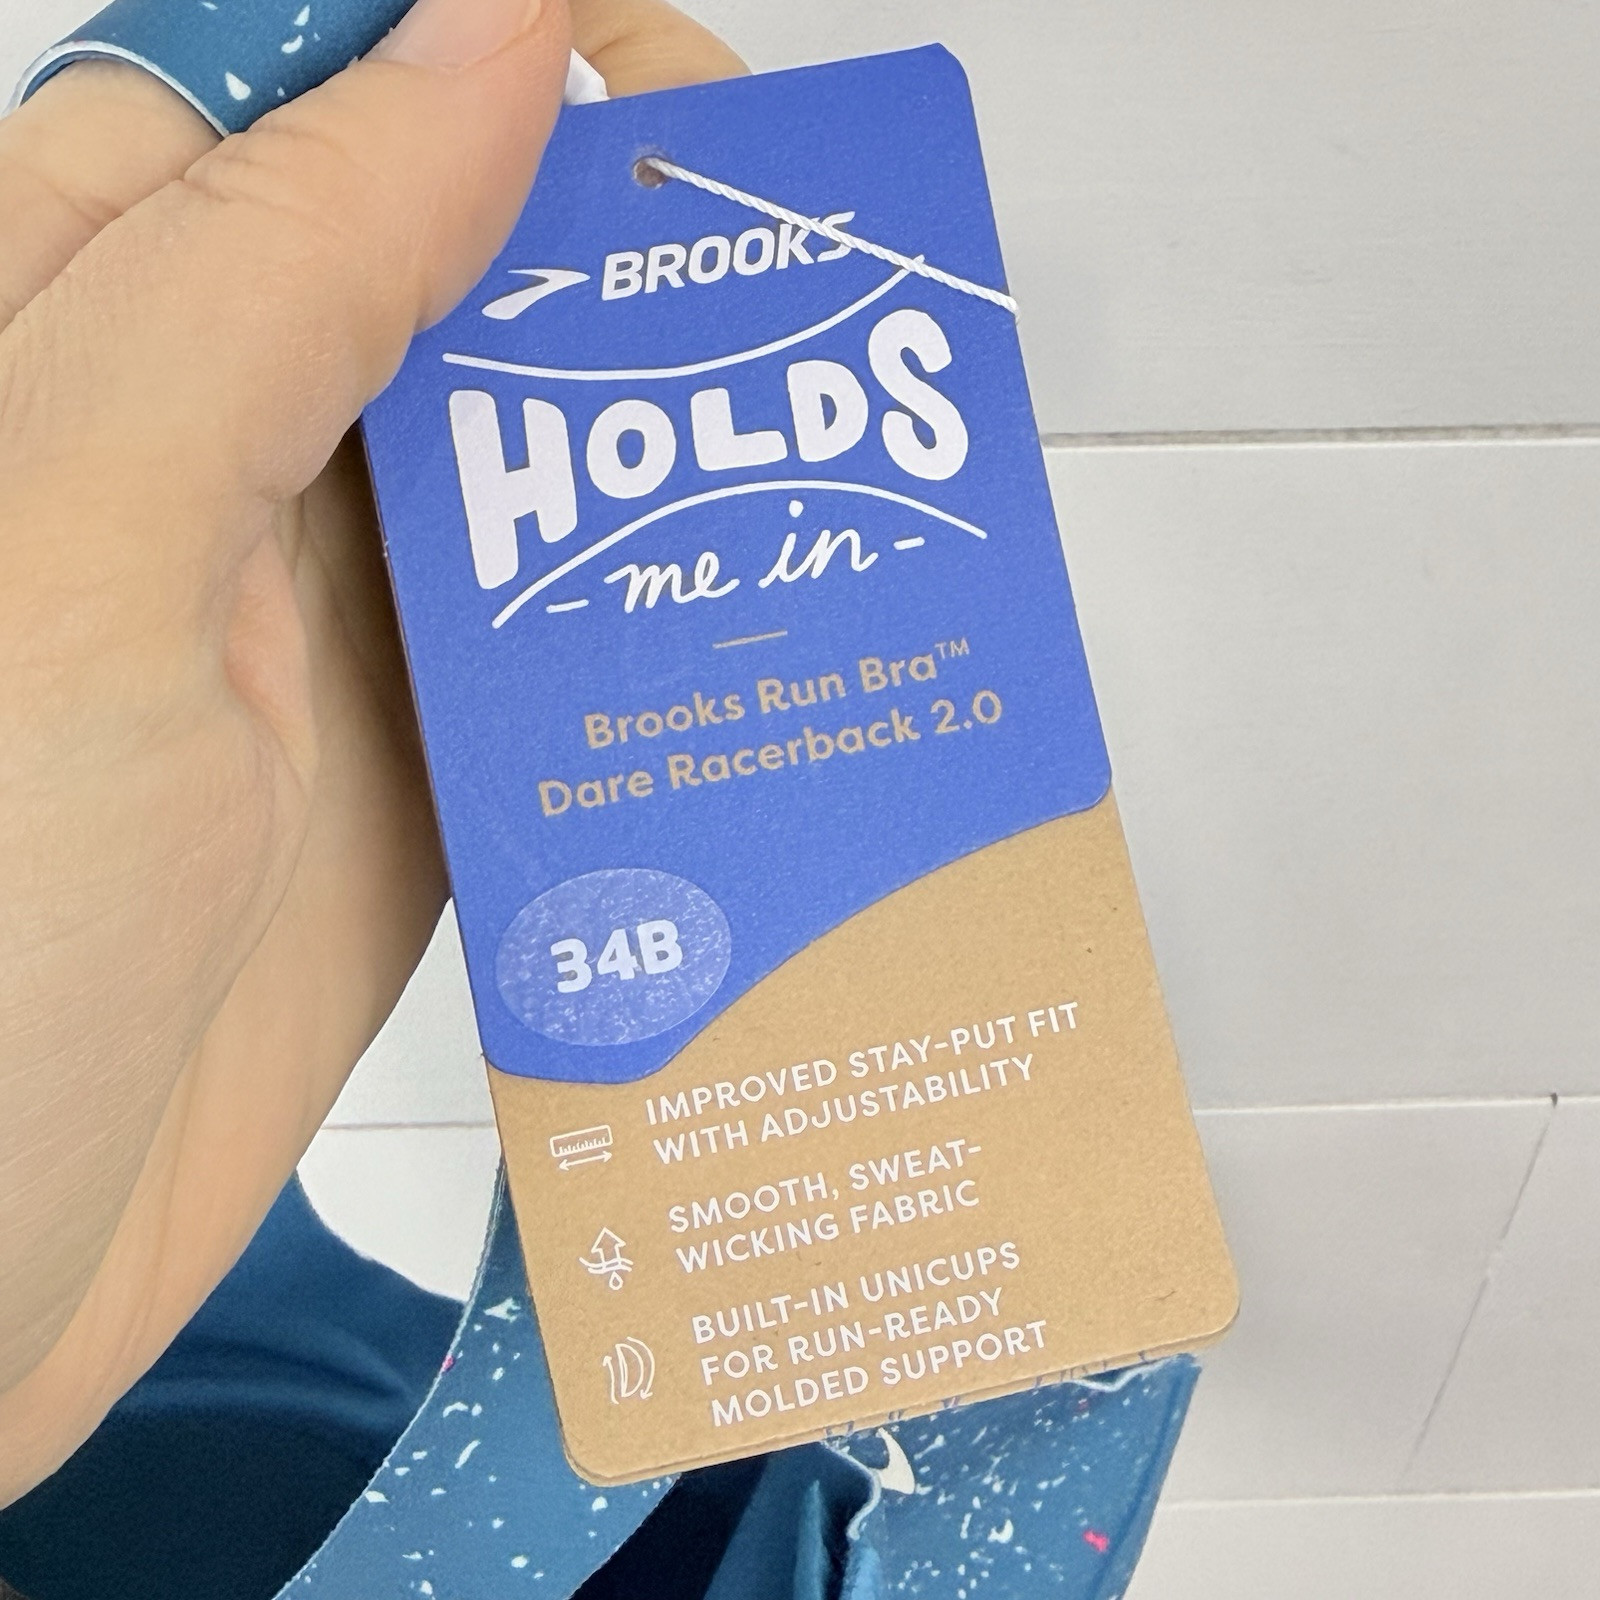 BROOKS
HOLDS
- me in -
Brooks Run Bra™
Dare Racerback 2.0
34B
IMPROVED STAY-PUT FIT
WITH ADJUSTABILITY
SMOOTH, SWEAT-
WICKING FABRIC
BUILT-IN UNICUPS
FOR RUN-READY
MOLDED SUPPORT